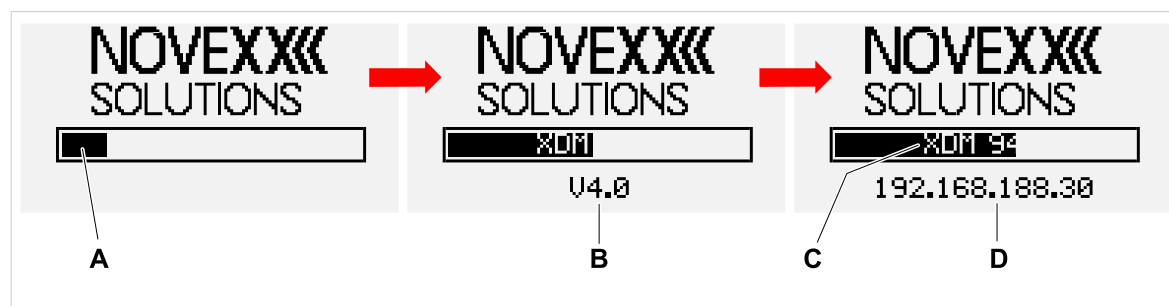 NOVEXX
SOLUTIONS
A
NOVEXX
SOLUTIONS
XDM
V4.0
B
NOVEXX
SOLUTIONS
XDM 94
192.168.188.30
C
D